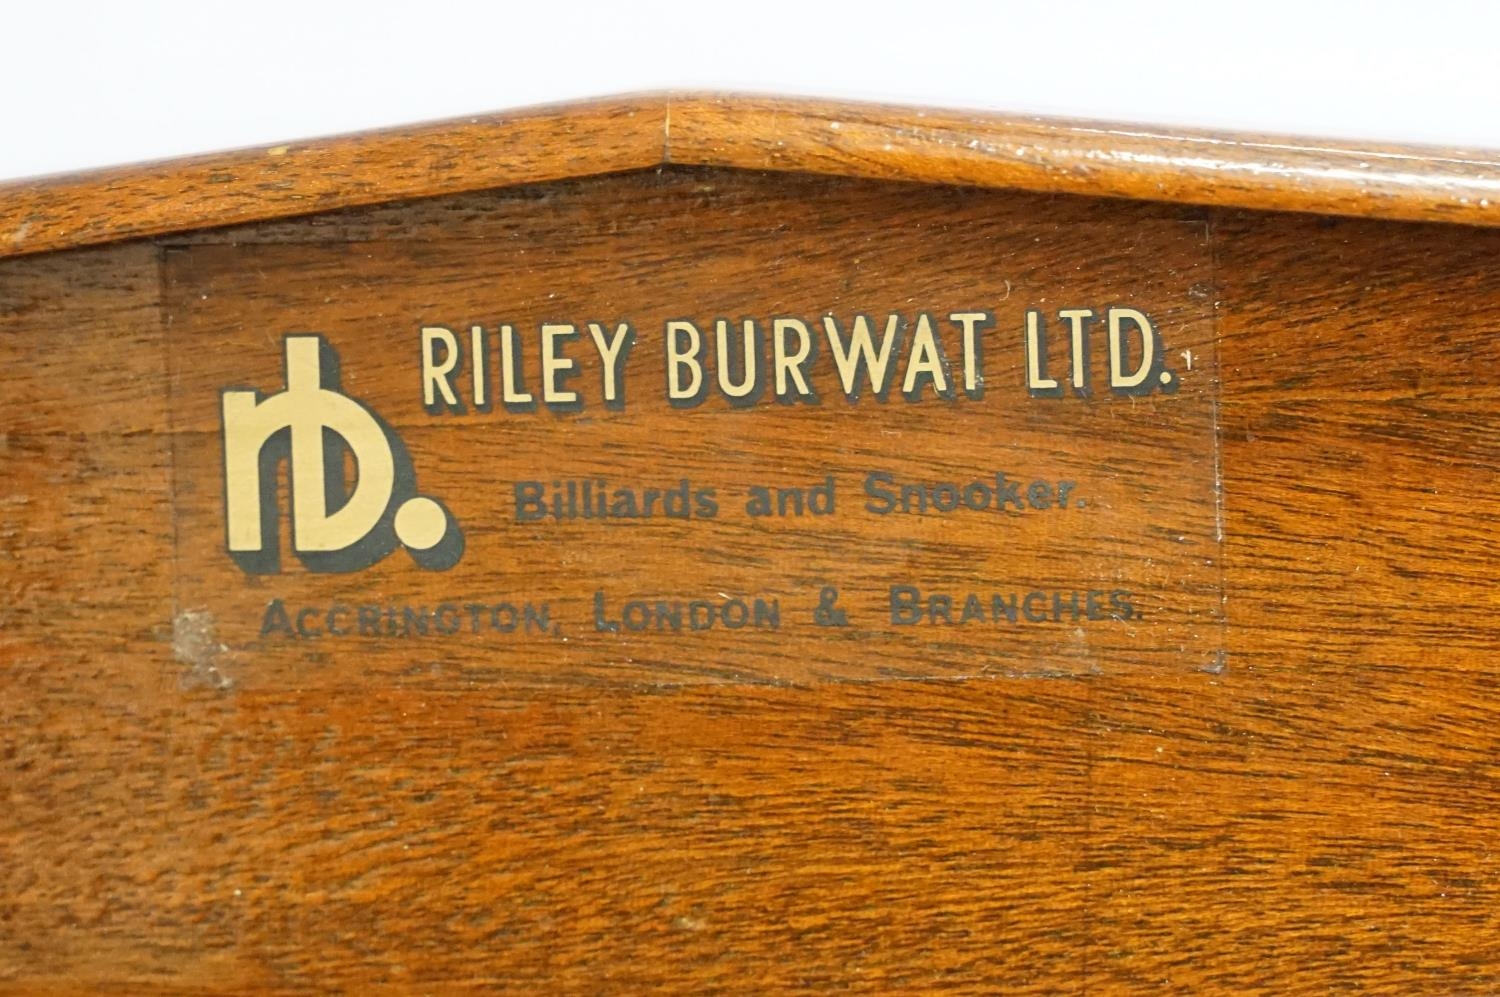 RILEY BURWAT LTD.
rb.
Billiards and Snooker.
ACCRINGTON, LONDON & BRANCHES.